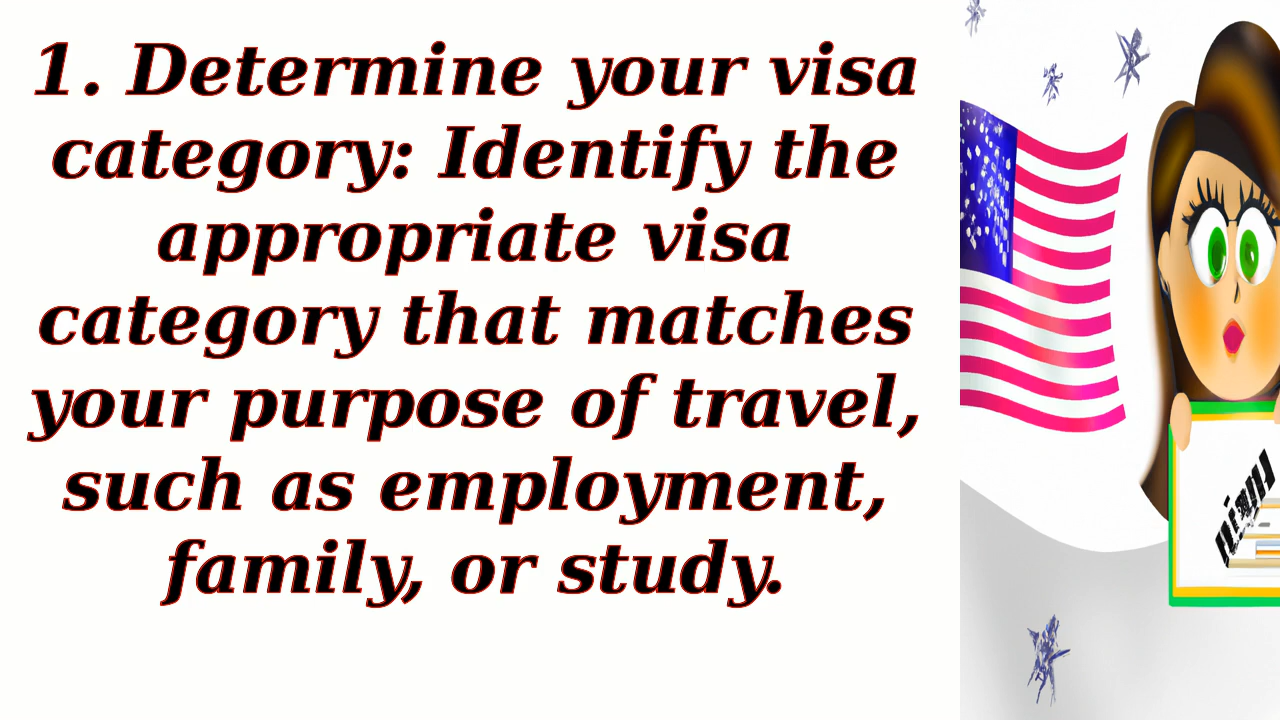 1. Determine your visa
category: Identify the
appropriate visa
category that matches
your purpose of travel,
such as employment,
family, or study.